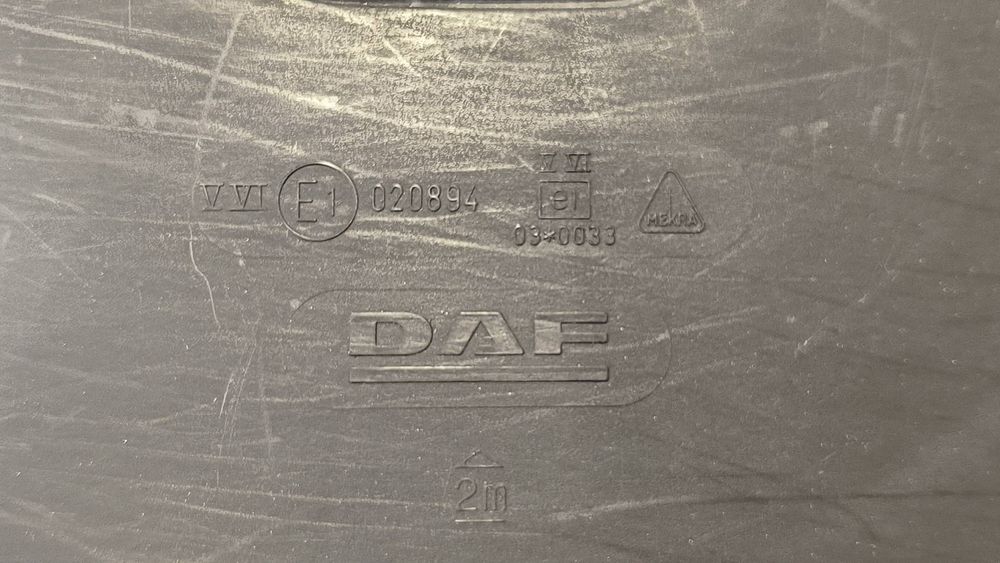 V VI E1 020894
V VI
e1
03*0033
MEKRA
DAF
2m